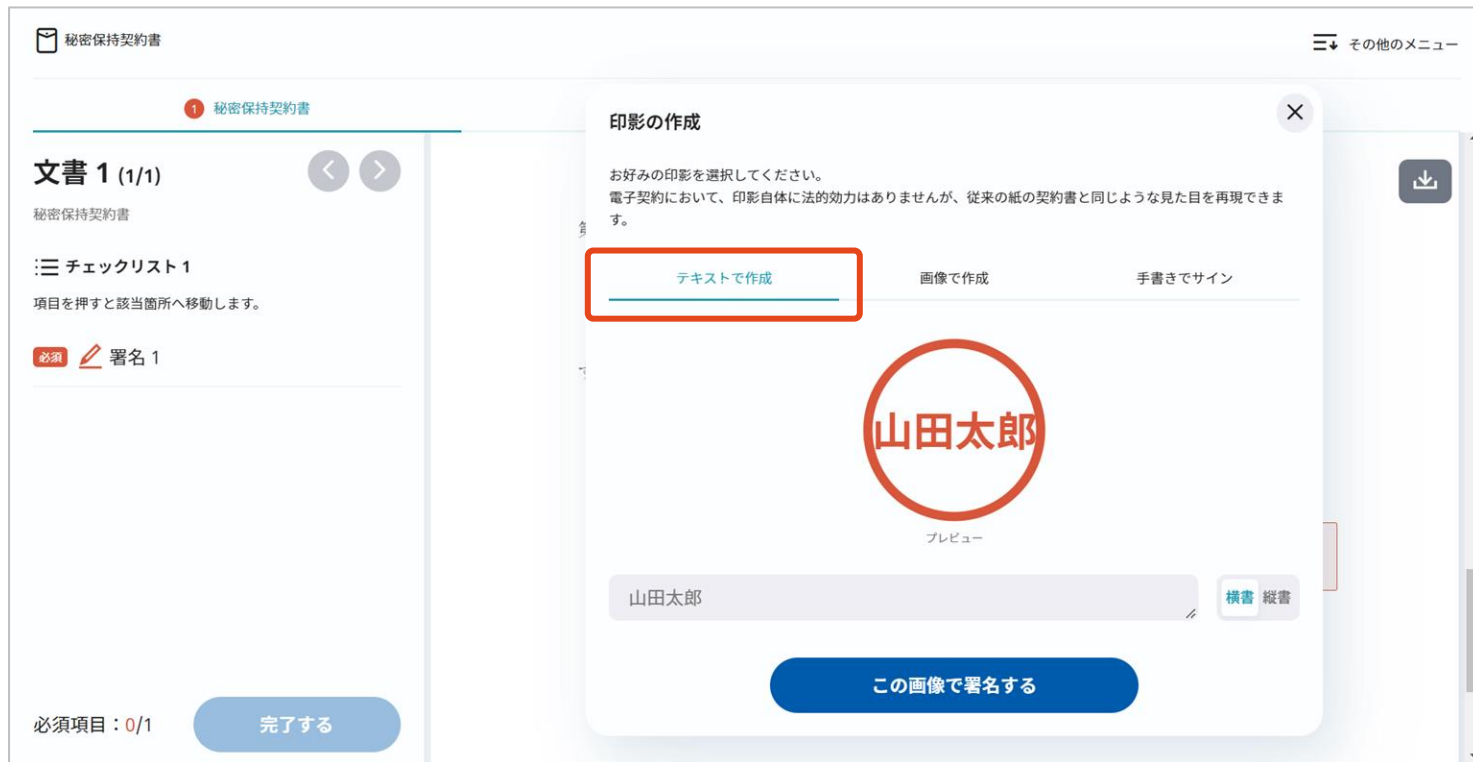 秘密保持契約書
その他のメニュー
1 秘密保持契約書
文書 1 (1/1)
秘密保持契約書
チェックリスト 1
項目を押すと該当箇所へ移動します。
必須 署名 1
必須項目：0/1
完了する
印影の作成
お好みの印影を選択してください。
電子契約において、印影自体に法的効力はありませんが、従来の紙の契約書と同じような見た目を再現できま
す。
テキストで作成 画像で作成 手書きでサイン
山田太郎
プレビュー
山田太郎
横書 縦書
この画像で署名する